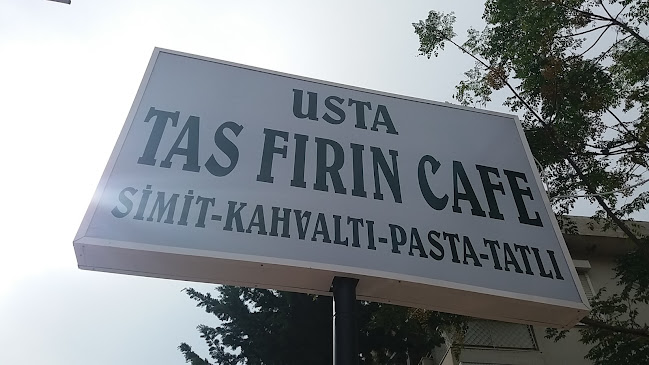 USTA
TAS FIRIN CAFE
SİMİT-KAHVALTI-PASTA-TATLI